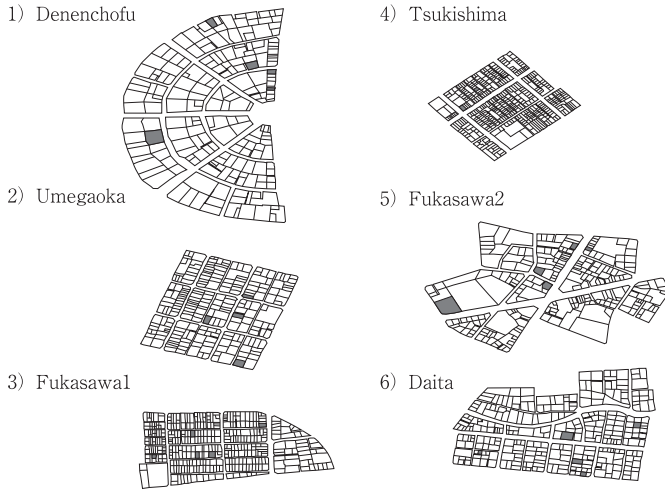 1) Denenchofu
2) Umegaoka
3) Fukasawa1
4) Tsukishima
5) Fukasawa2
6) Daita